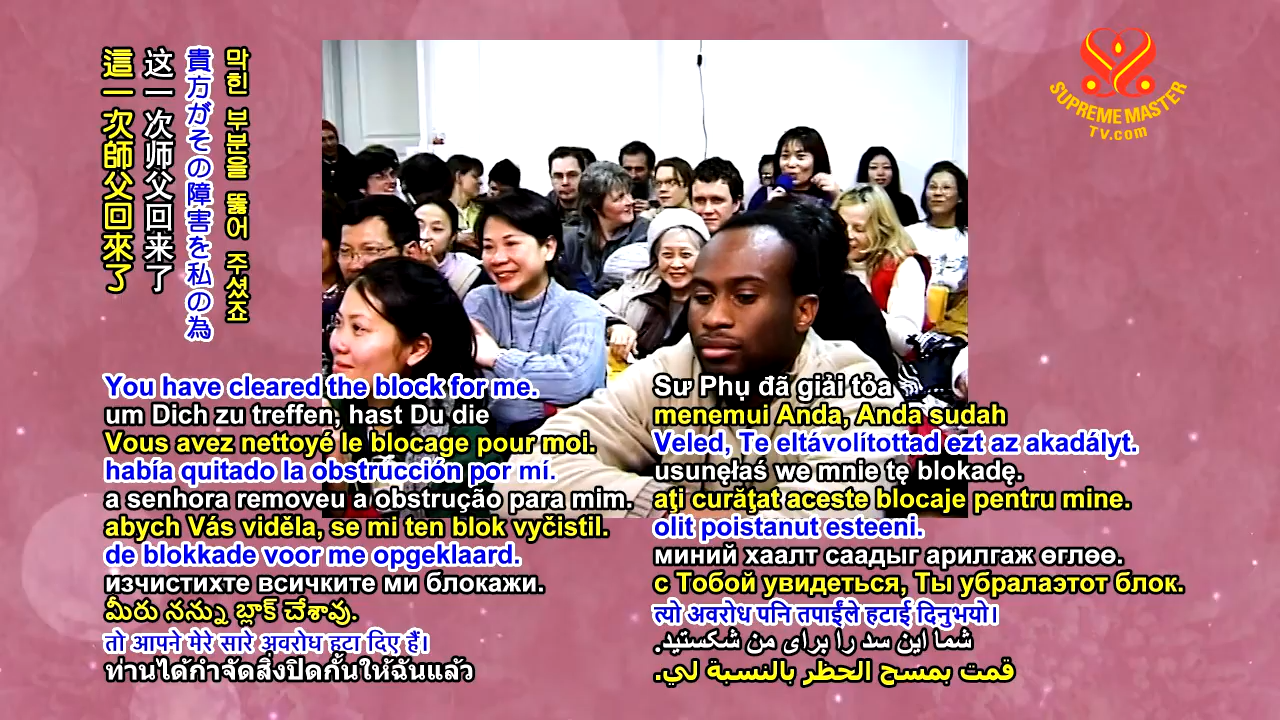 這一次師父回來了
这一次师父回来了
貴方がその障害を私の為
막힌 부분을 뚫어 주셨죠
SUPREME MASTER
TV.com
You have cleared the block for me.
um Dich zu treffen, hast Du die
Vous avez nettoyé le blocage pour moi.
había quitado la obstrucción por mí.
a senhora removeu a obstrução para mim.
abych Vás viděla, se mi ten blok vyčistil.
de blokkade voor me opgeklaard.
изчистихте всичките ми блокажи.
మీరు నన్ను బ్లాక్ చేశావు.
तो आपने मेरे सारे अवरोध हटा दिए हैं।
ท่านได้กำจัดสิ่งปิดกั้นให้ฉันแล้ว
Sư Phụ đã giải tỏa
menemui Anda, Anda sudah
Veled, Te eltávolítottad ezt az akadályt.
usunęłaś we mnie tę blokadę.
aţi curăţat aceste blocaje pentru mine.
olit poistanut esteeni.
миний хаалт саадыг арилгаж өглөө.
с Тобой увидеться, Ты убралаэтот блок.
त्यो अवरोध पनि तपाईंले हटाई दिनुभयो।
شما این سد را برای من شکستید.
قمت بمسح الحظر بالنسبة لي.